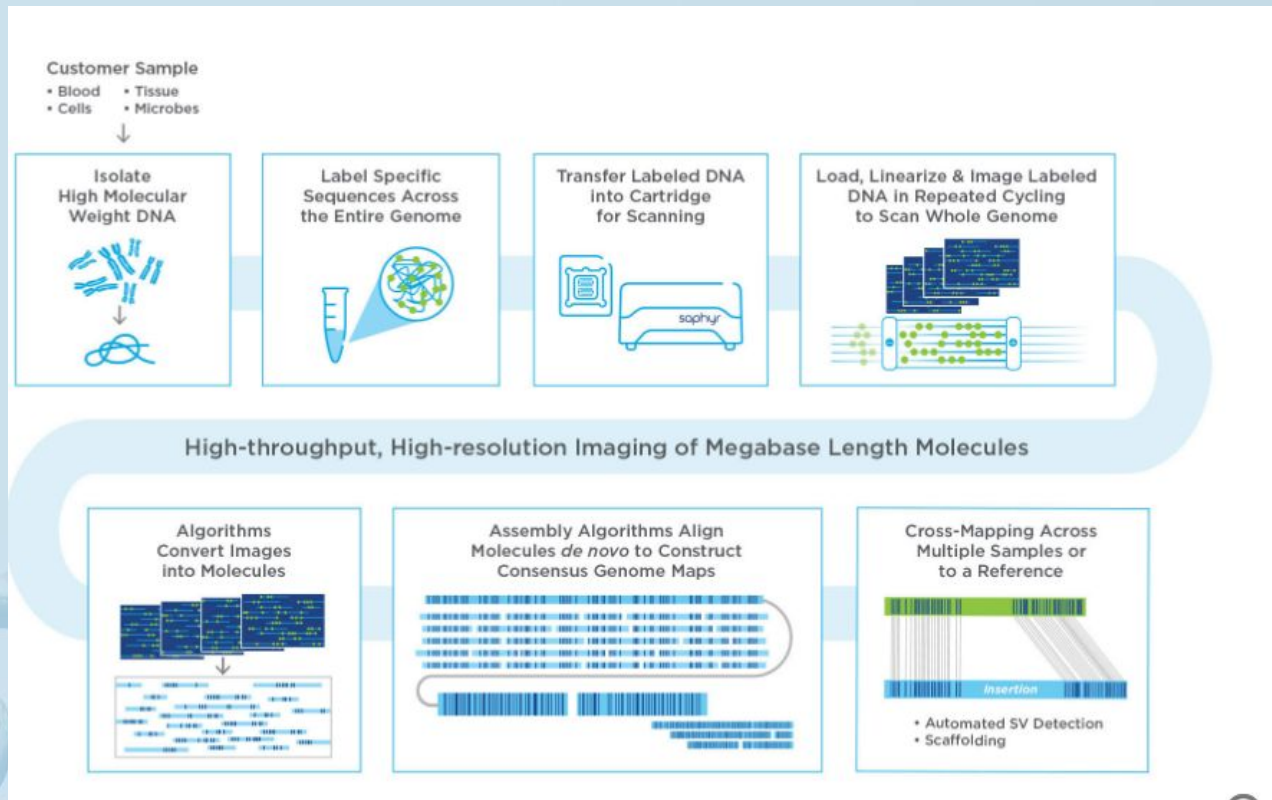 Customer Sample
• Blood • Tissue
• Cells • Microbes
Isolate
High Molecular
Weight DNA
Label Specific
Sequences Across
the Entire Genome
Transfer Labeled DNA
into Cartridge
for Scanning
saphyr
Load, Linearize & Image Labeled
DNA in Repeated Cycling
to Scan Whole Genome
High-throughput, High-resolution Imaging of Megabase Length Molecules
Algorithms
Convert Images
into Molecules
Assembly Algorithms Align
Molecules de novo to Construct
Consensus Genome Maps
Cross-Mapping Across
Multiple Samples or
to a Reference
Insertion
• Automated SV Detection
• Scaffolding